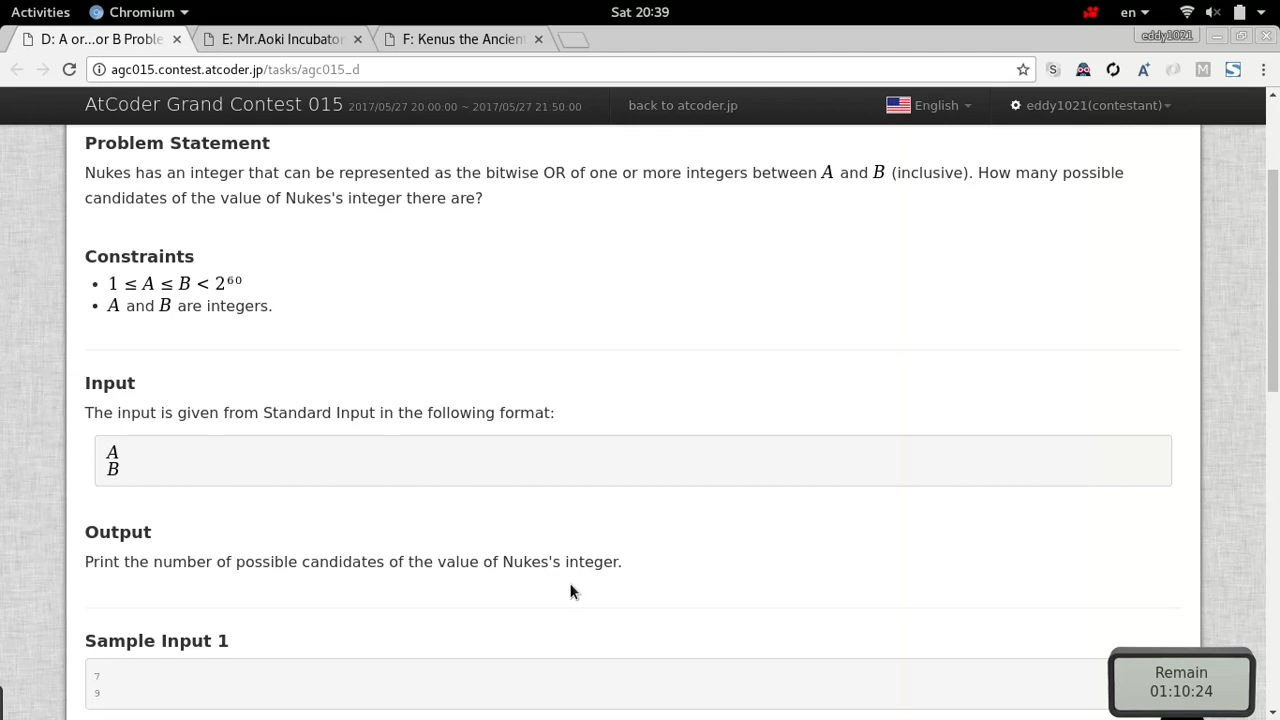 Activities Chromium Sat 20:39 en
D: A or...or B Proble E: Mr.Aoki Incubator F: Kenus the Ancient eddy1021
agc015.contest.atcoder.jp/tasks/agc015_d
AtCoder Grand Contest 015 2017/05/27 20:00:00 ~ 2017/05/27 21:50:00 back to atcoder.jp English eddy1021(contestant)
Problem Statement
Nukes has an integer that can be represented as the bitwise OR of one or more integers between A and B (inclusive). How many possible
candidates of the value of Nukes's integer there are?
Constraints
• 1 ≤ A ≤ B < 2⁶⁰
• A and B are integers.
Input
The input is given from Standard Input in the following format:
A
B
Output
Print the number of possible candidates of the value of Nukes's integer.
Sample Input 1
7
9
Remain
01:10:24